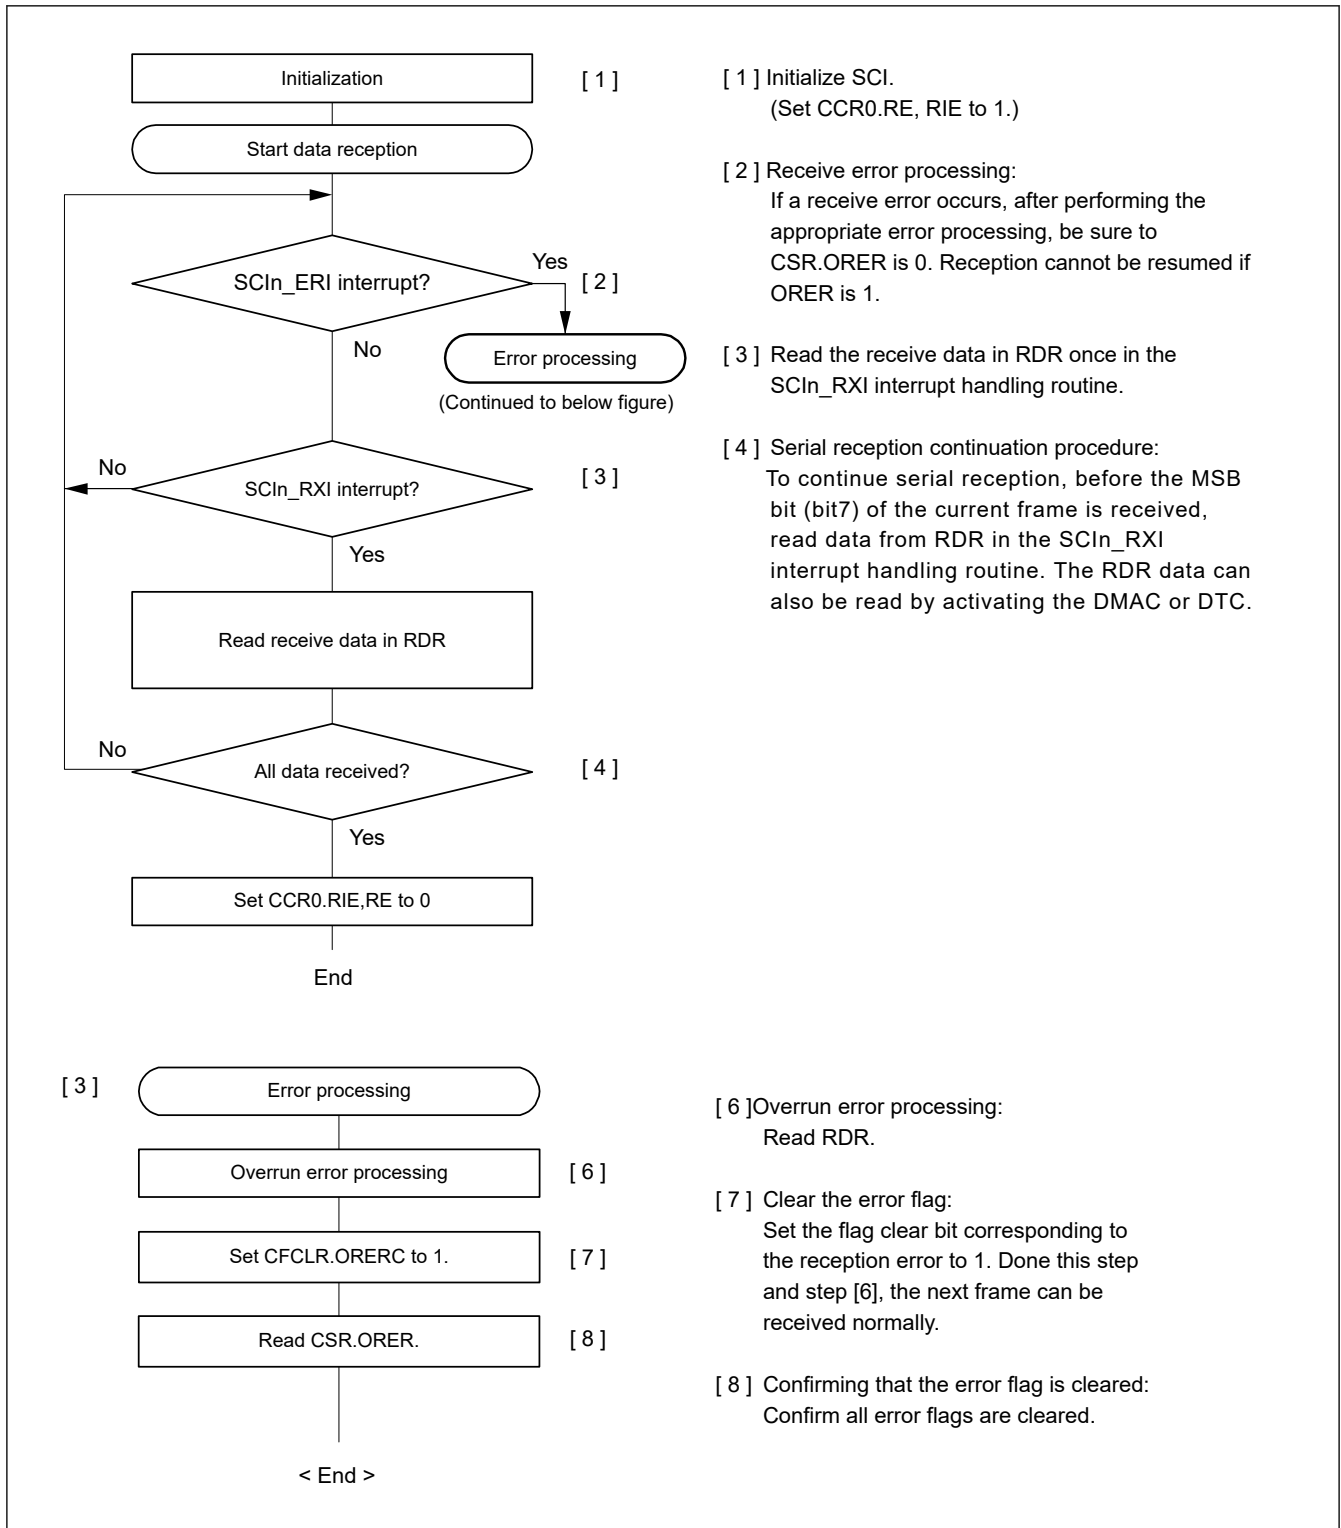 Initialization
[ 1 ]
Start data reception
SCIn_ERI interrupt?
Yes
[ 2 ]
No
Error processing
(Continued to below figure)
No
SCIn_RXI interrupt?
[ 3 ]
Yes
Read receive data in RDR
No
All data received?
[ 4 ]
Yes
Set CCR0.RIE,RE to 0
End
[ 1 ] Initialize SCI.
(Set CCR0.RE, RIE to 1.)
[ 2 ] Receive error processing:
If a receive error occurs, after performing the
appropriate error processing, be sure to
CSR.ORER is 0. Reception cannot be resumed if
ORER is 1.
[ 3 ] Read the receive data in RDR once in the
SCIn_RXI interrupt handling routine.
[ 4 ] Serial reception continuation procedure:
To continue serial reception, before the MSB
bit (bit7) of the current frame is received,
read data from RDR in the SCIn_RXI
interrupt handling routine. The RDR data can
also be read by activating the DMAC or DTC.
[ 3 ]
Error processing
Overrun error processing
[ 6 ]
Set CFCLR.ORERC to 1.
[ 7 ]
Read CSR.ORER.
[ 8 ]
< End >
[ 6 ]Overrun error processing:
Read RDR.
[ 7 ] Clear the error flag:
Set the flag clear bit corresponding to
the reception error to 1. Done this step
and step [6], the next frame can be
received normally.
[ 8 ] Confirming that the error flag is cleared:
Confirm all error flags are cleared.